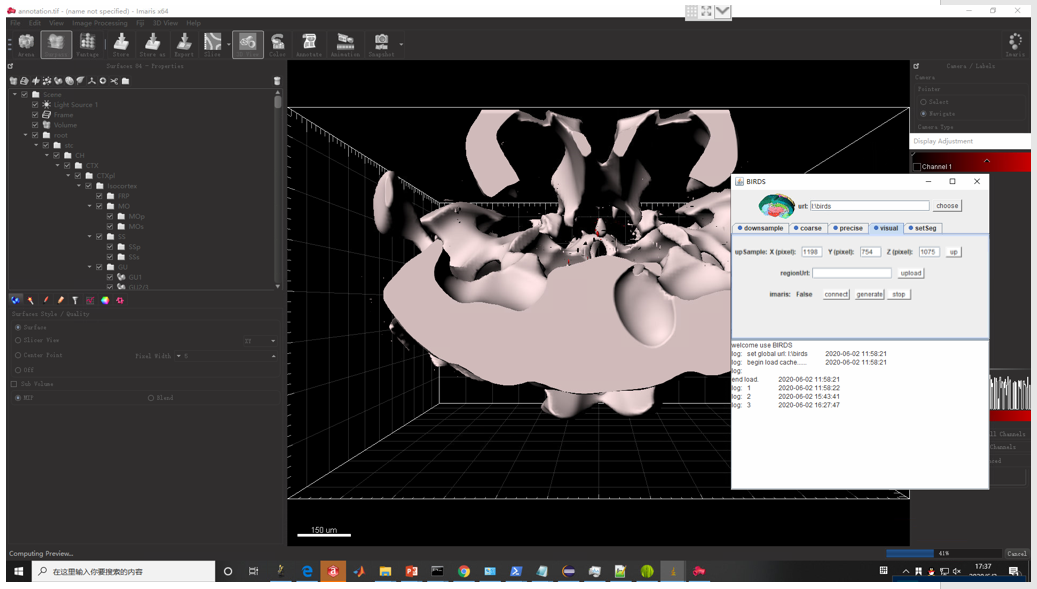 annotation.tif - (name not specified) - Imaris x64
File Edit View Image Processing Fiji 3D View Help
Arena Surpass Vantage Store Store as Export Slice 3D View Coloc Annotate Animation Snapshot Imaris
Surfaces 94 - Properties
Scene
Light Source 1
Frame
Volume
root
CH
CTX
CTXpl
Isocortex
FRP
MO
MOp
MOs
SS
SSp
SSs
GU
GU1
Surfaces Style / Quality
Surface
Slicer View
Center Point
Pixel Width 5
Off
Sub Volume
MIP
Blend
Computing Preview...
150 um
Camera / Labels
Camera
Pointer
Select
Navigate
Camera Type
Display Adjustment
Channel 1
BIRDS
url: I:\birds choose
downsample coarse precise visual setSeg
upSample: X (pixel): 1198 Y (pixel): 754 Z (pixel): 1075 up
regionUrl: upload
imaris: False connect generate stop
welcome use BIRDS
log: set global url: I:\birds 2020-06-02 11:58:21
log: begin load cache..... 2020-06-02 11:58:21
log:
end load: 2020-06-02 11:58:21
log: 1 2020-06-02 11:58:22
log: 2 2020-06-02 15:43:41
log: 3 2020-06-02 16:27:47
Channels
61%
Cancel
在这里输入你要搜索的内容
17:37